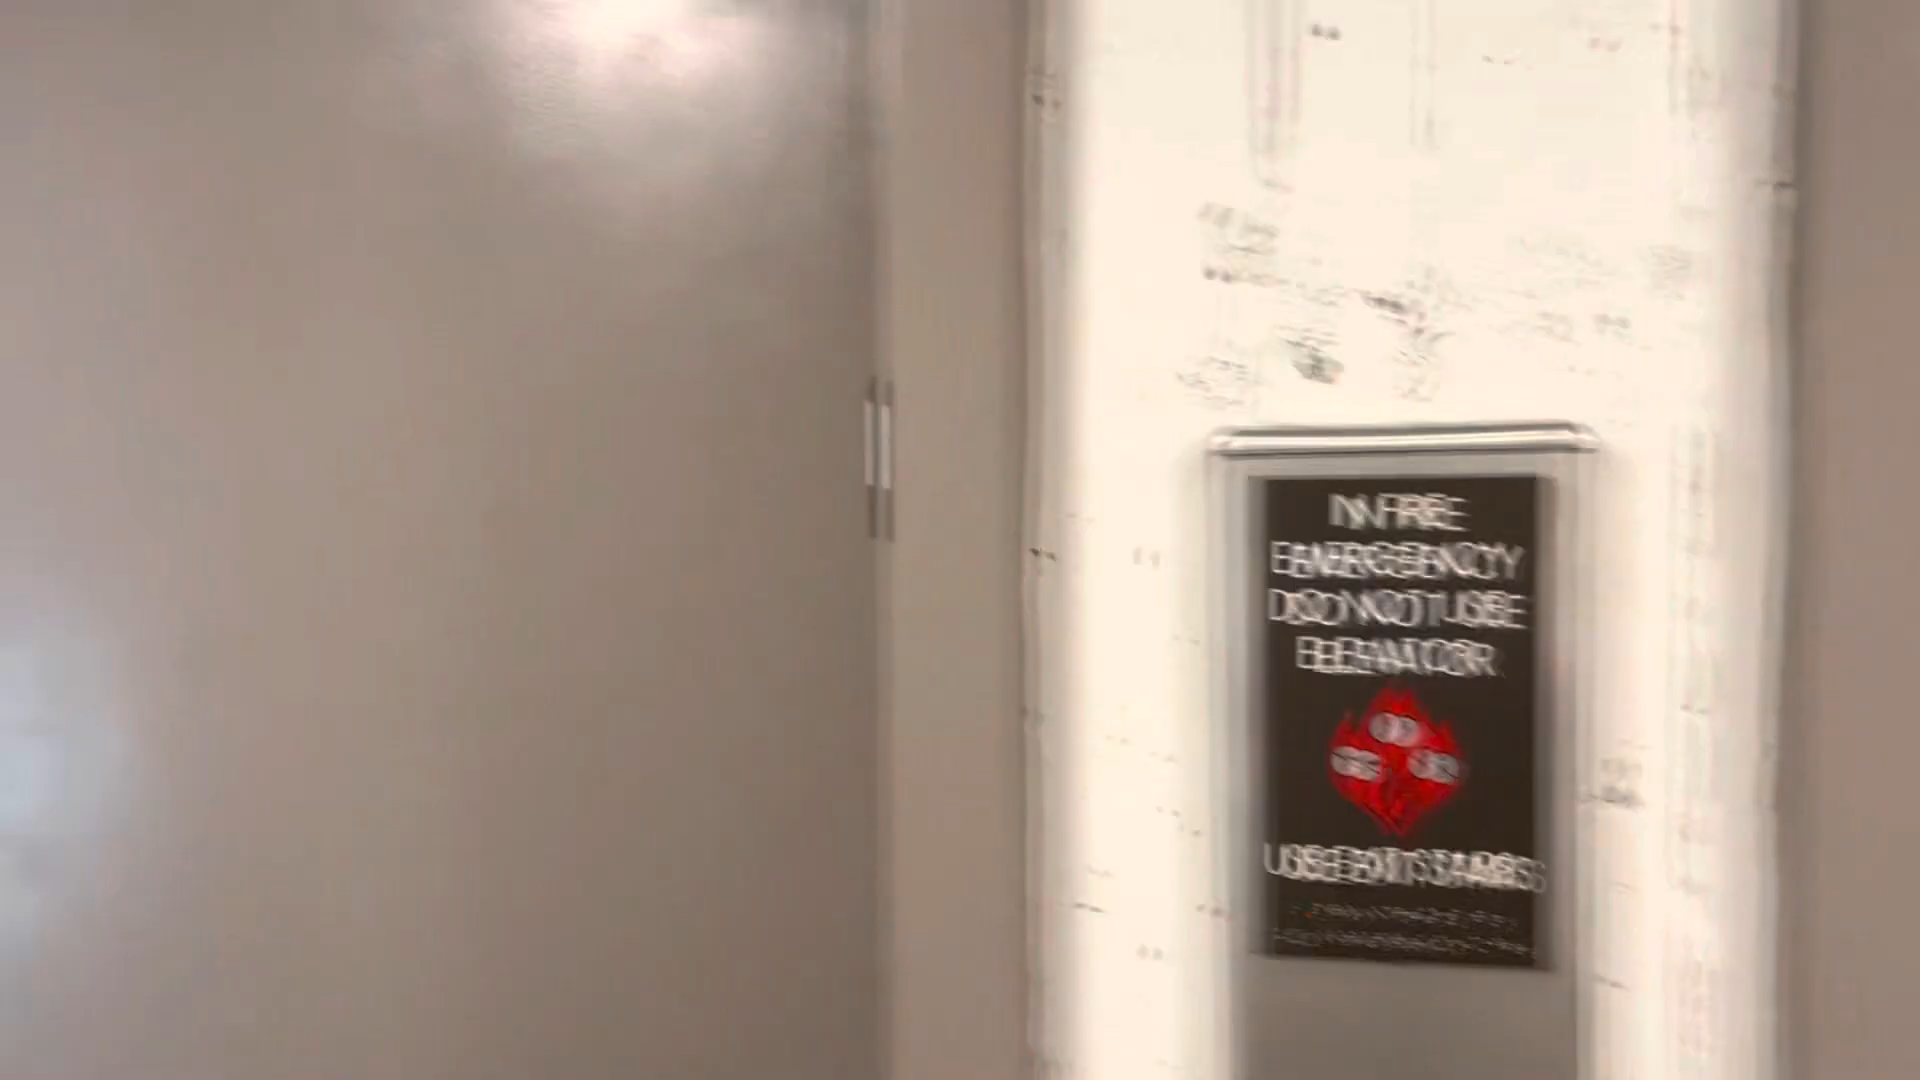 IN FIRE
EMERGENCY
DO NOT USE
ELEVATOR
USE EXIT STAIRS